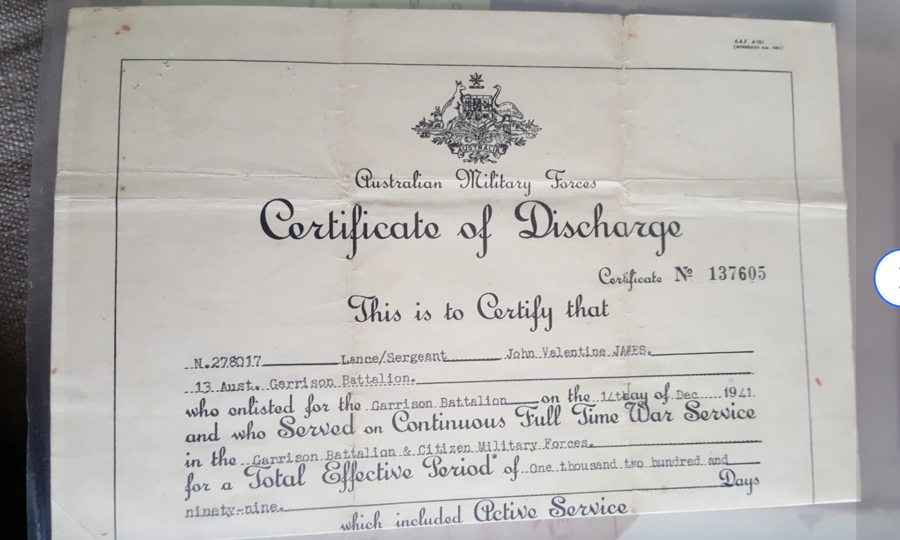 AUSTRALIA
Australian Military Forces
Certificate of Discharge
Certificate No 137605
This is to Certify that
N.278017 Lance/Sergeant John Valentine JAMES.
13 Aust. Garrison Battalion.
who enlisted for the Garrison Battalion on the 14th day of Dec 1941
and who Served on Continuous Full Time War Service
in the Garrison Battalion & Citizen Military Forces.
for a Total Effective Period of One thousand two hundred and
ninety-nine. Days
which included Active Service